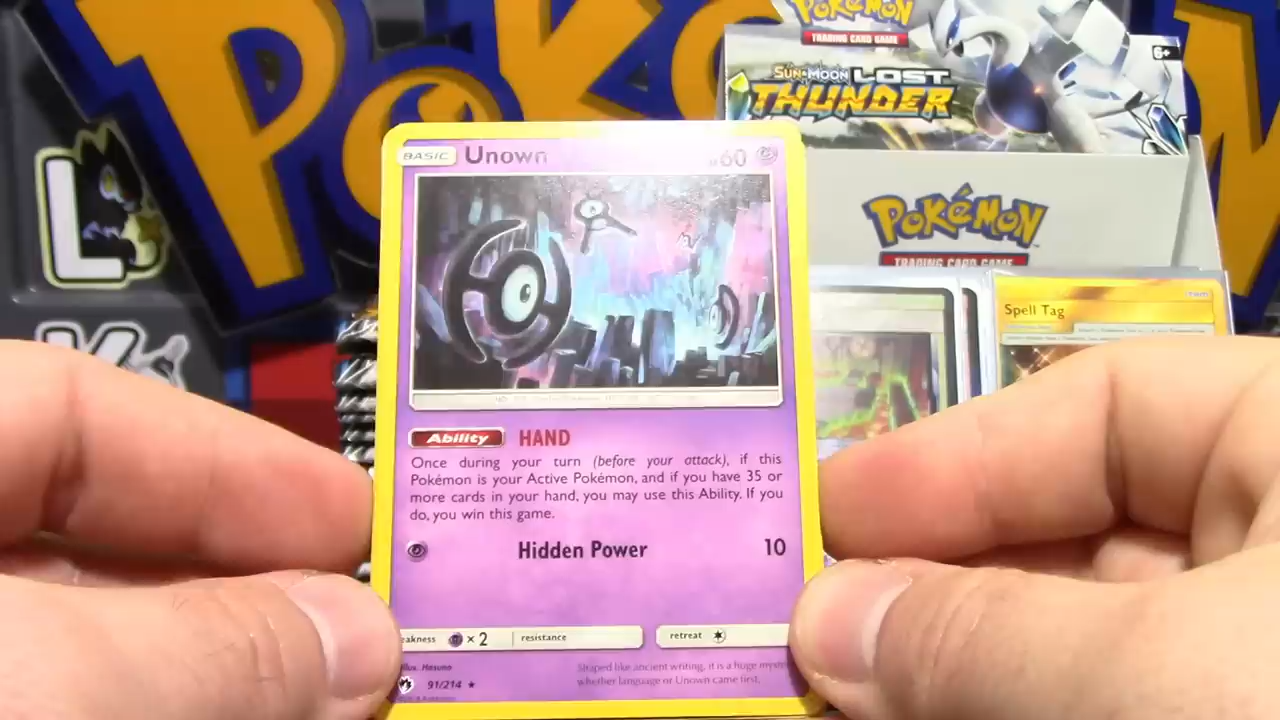 POKÉMON
TRADING CARD GAME
SUN & MOON LOST
THUNDER
6+
POKÉMON
TRADING CARD GAME
L
Spell Tag
Item
BASIC Unown 60
Ability HAND
Once during your turn (before your attack), if this
Pokémon is your Active Pokémon, and if you have 35 or
more cards in your hand, you may use this Ability. If you
do, you win this game.
Hidden Power 10
eakness × 2 resistance retreat
Illus. Hasuno
91/214
Shaped like ancient writing, it is a huge myste
whether language or Unown came first.